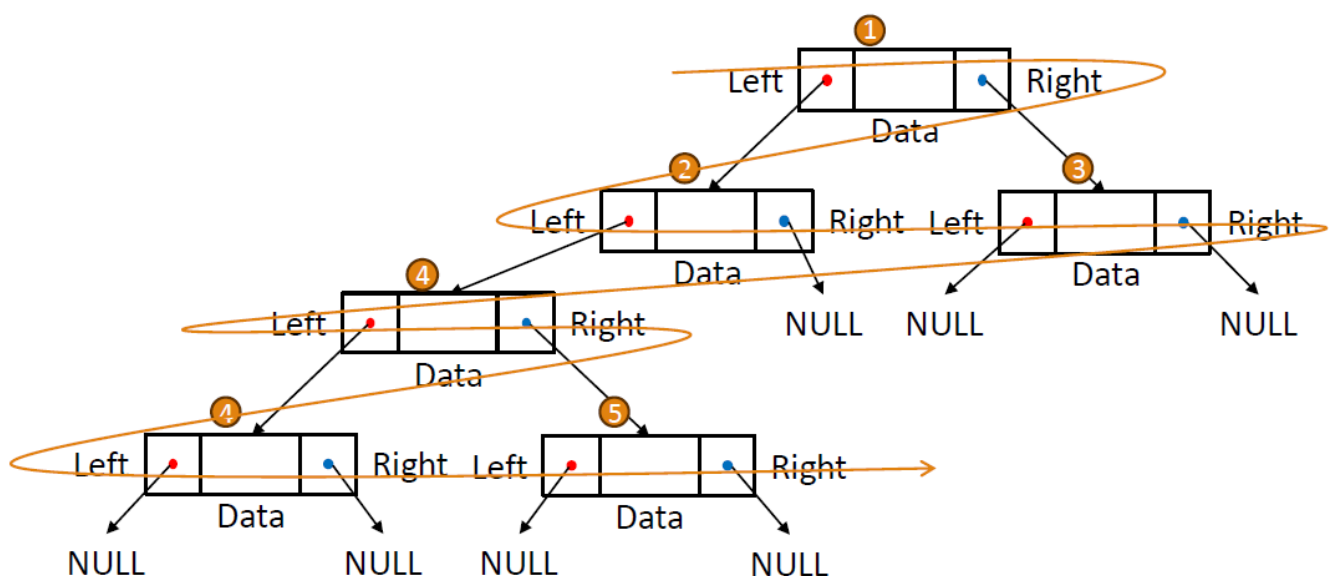 1
Left Right
Data
2 3
Left Right Left Right
Data Data
4
NULL NULL NULL
Left Right
Data
4 5
Left Right Left Right
Data Data
NULL NULL NULL NULL